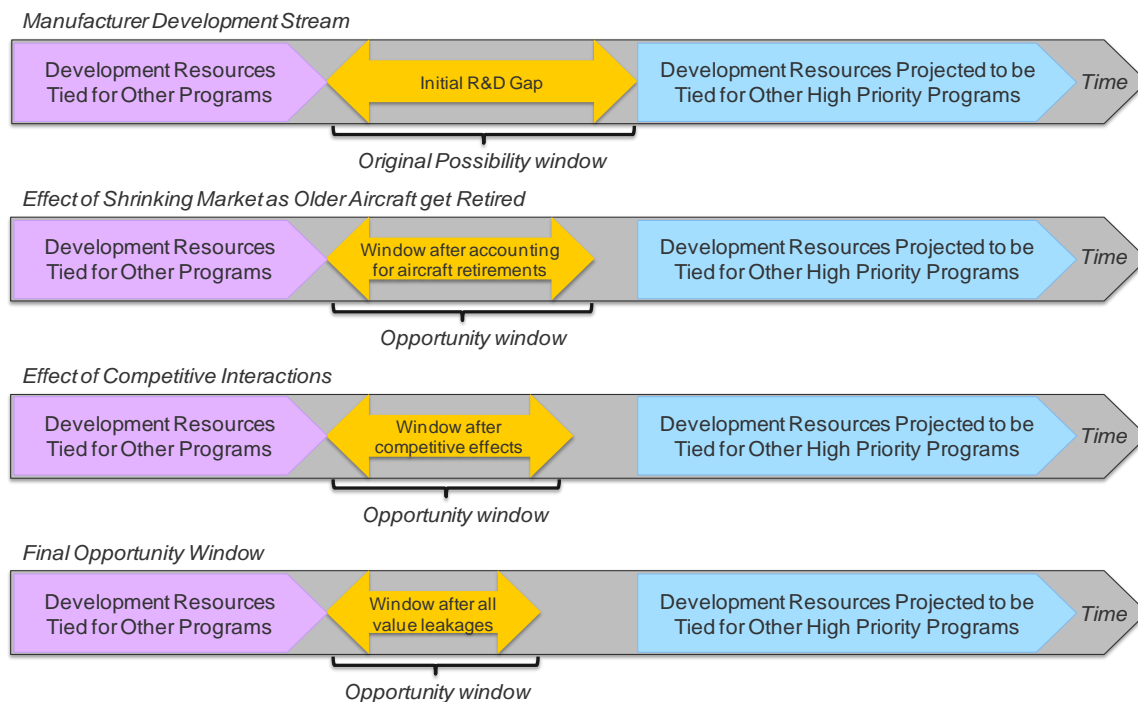 Manufacturer Development Stream
Development Resources
Tied for Other Programs
Initial R&D Gap
Development Resources Projected to be
Tied for Other High Priority Programs
Time
Original Possibility window
Effect of Shrinking Market as Older Aircraft get Retired
Development Resources
Tied for Other Programs
Window after accounting
for aircraft retirements
Development Resources Projected to be
Tied for Other High Priority Programs
Time
Opportunity window
Effect of Competitive Interactions
Development Resources
Tied for Other Programs
Window after
competitive effects
Development Resources Projected to be
Tied for Other High Priority Programs
Time
Opportunity window
Final Opportunity Window
Development Resources
Tied for Other Programs
Window after all
value leakages
Development Resources Projected to be
Tied for Other High Priority Programs
Time
Opportunity window